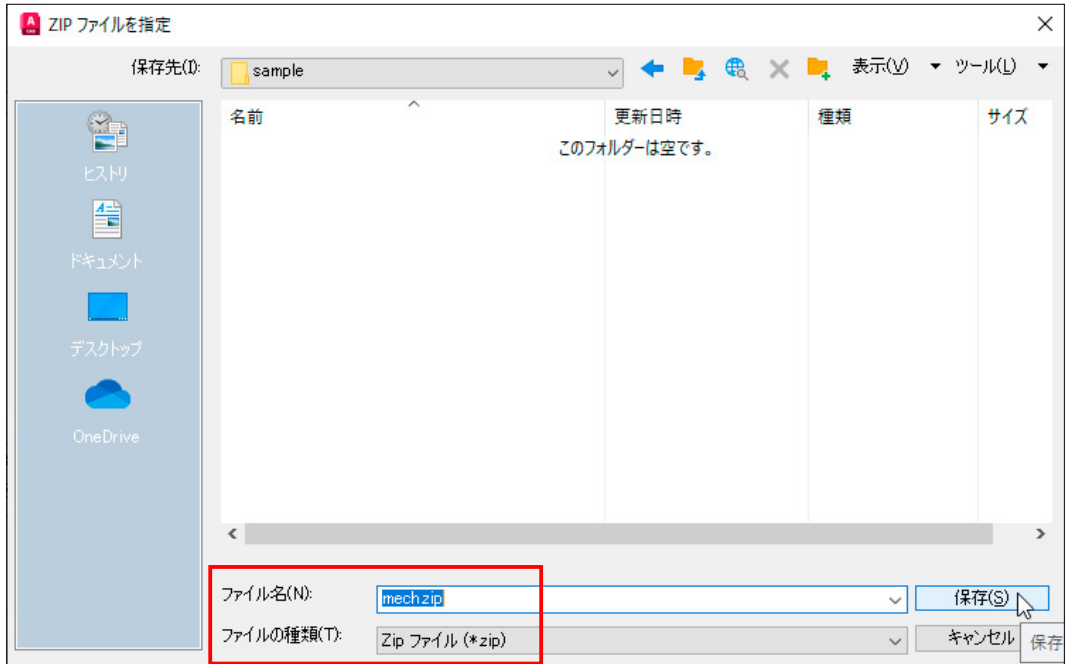 ZIP ファイルを指定
保存先(I): sample 表示(V) ツール(L)
名前 更新日時 種類 サイズ
このフォルダーは空です。
ヒストリ
ドキュメント
デスクトップ
OneDrive
ファイル名(N): mech.zip 保存(S)
ファイルの種類(T): Zip ファイル (*zip) キャンセル 保存